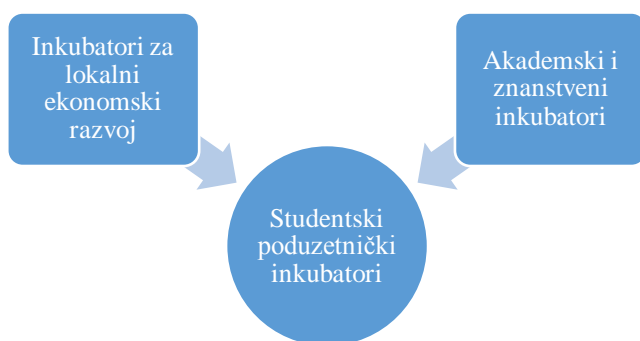 Inkubatori za
lokalni
ekonomski
razvoj
Akademski i
znanstveni
inkubatori
Studentski
poduzetnički
inkubatori